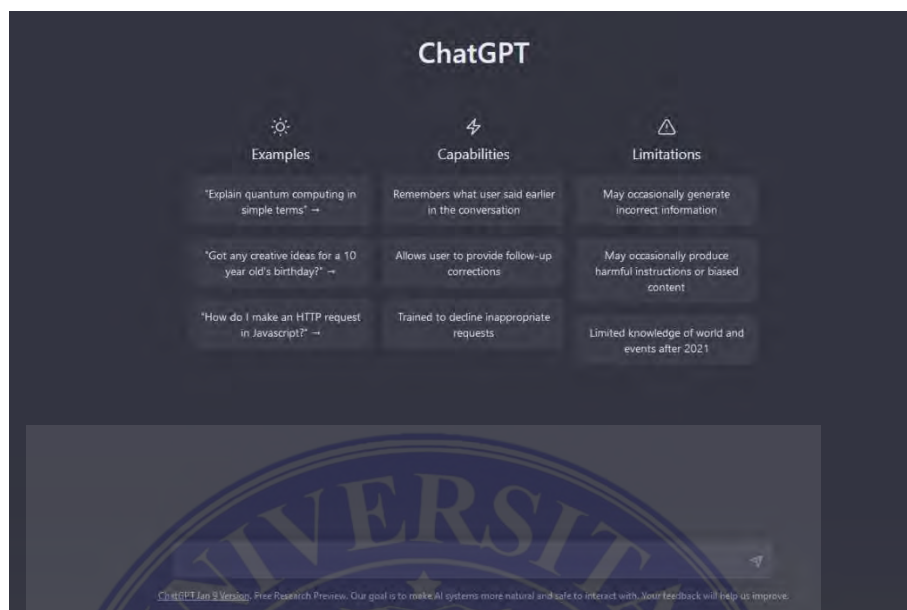 ChatGPT
Examples
"Explain quantum computing in
simple terms" →
"Got any creative ideas for a 10
year old's birthday?" →
"How do I make an HTTP request
in Javascript?" →
Capabilities
Remembers what user said earlier
in the conversation
Allows user to provide follow-up
corrections
Trained to decline inappropriate
requests
Limitations
May occasionally generate
incorrect information
May occasionally produce
harmful instructions or biased
content
Limited knowledge of world and
events after 2021
UNIVERSITA
ChatGPT Jan 9 Version. Free Research Preview. Our goal is to make AI systems more natural and safe to interact with. Your feedback will help us improve.